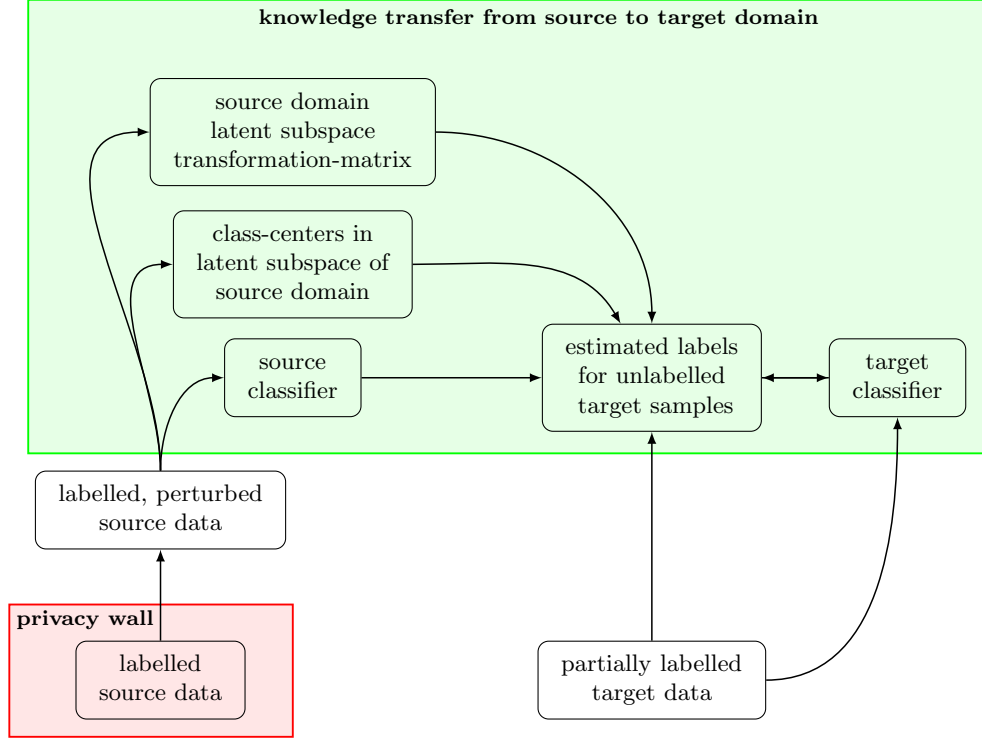 knowledge transfer from source to target domain
source domain
latent subspace
transformation-matrix
class-centers in
latent subspace of
source domain
source
classifier
estimated labels
for unlabelled
target samples
target
classifier
labelled, perturbed
source data
privacy wall
labelled
source data
partially labelled
target data